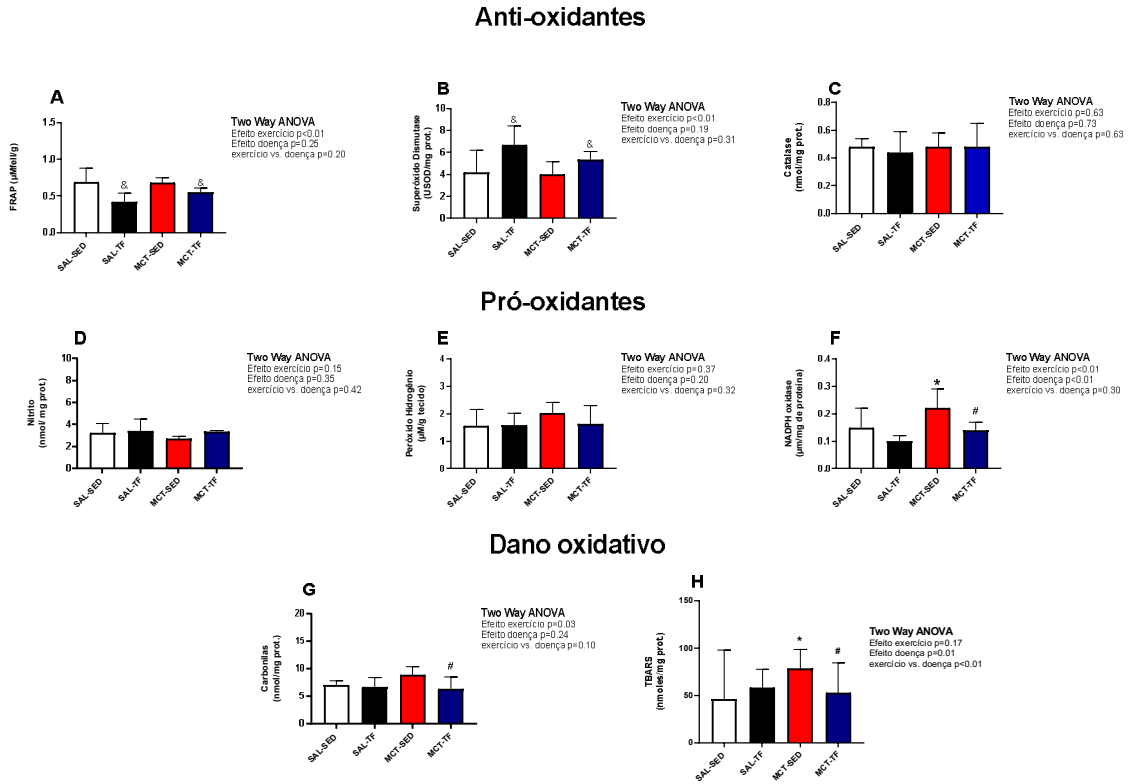 Anti-oxidantes
A
FRAP (µMfell/g)
1.5
1.0
0.5
0.0
&
&
SAL-SED
SAL-TF
MCT-SED
MCT-TF
Two Way ANOVA
Efeito exercício p<0.01
Efeito doença p=0.25
exercício vs. doença p=0.20
B
Superóxido Dismutase
(USOD/mg prot.)
10
8
6
4
2
0
&
&
SAL-SED
SAL-TF
MCT-SED
MCT-TF
Two Way ANOVA
Efeito exercício p<0.01
Efeito doença p=0.19
exercício vs. doença p=0.31
C
Catalase
(nmol/mg prot.)
0.8
0.6
0.4
0.2
0.0
SAL-SED
SAL-TF
MCT-SED
MCT-TF
Two Way ANOVA
Efeito exercício p=0.63
Efeito doença p=0.73
exercício vs. doença p=0.63
Pró-oxidantes
D
Nitrito
(nmol/ mg prot.)
10
8
6
4
2
0
SAL-SED
SAL-TF
MCT-SED
MCT-TF
Two Way ANOVA
Efeito exercício p=0.15
Efeito doença p=0.35
exercício vs. doença p=0.42
E
Peróxido Hidrogênio
(µM/g tecido)
4
3
2
1
0
SAL-SED
SAL-TF
MCT-SED
MCT-TF
Two Way ANOVA
Efeito exercício p=0.37
Efeito doença p=0.20
exercício vs. doença p=0.32
F
NADPH oxidase
(µm/mg de proteína)
0.4
0.3
0.2
0.1
0.0
*
#
SAL-SED
SAL-TF
MCT-SED
MCT-TF
Two Way ANOVA
Efeito exercício p<0.01
Efeito doença p<0.01
exercício vs. doença p=0.30
Dano oxidativo
G
Carbonilas
(nmol/mg prot.)
20
15
10
5
0
#
SAL-SED
SAL-TF
MCT-SED
MCT-TF
Two Way ANOVA
Efeito exercício p=0.03
Efeito doença p=0.24
exercício vs. doença p=0.10
H
TBARS
(nmoles/mg prot.)
150
100
50
0
*
#
SAL-SED
SAL-TF
MCT-SED
MCT-TF
Two Way ANOVA
Efeito exercício p=0.17
Efeito doença p=0.01
exercício vs. doença p<0.01